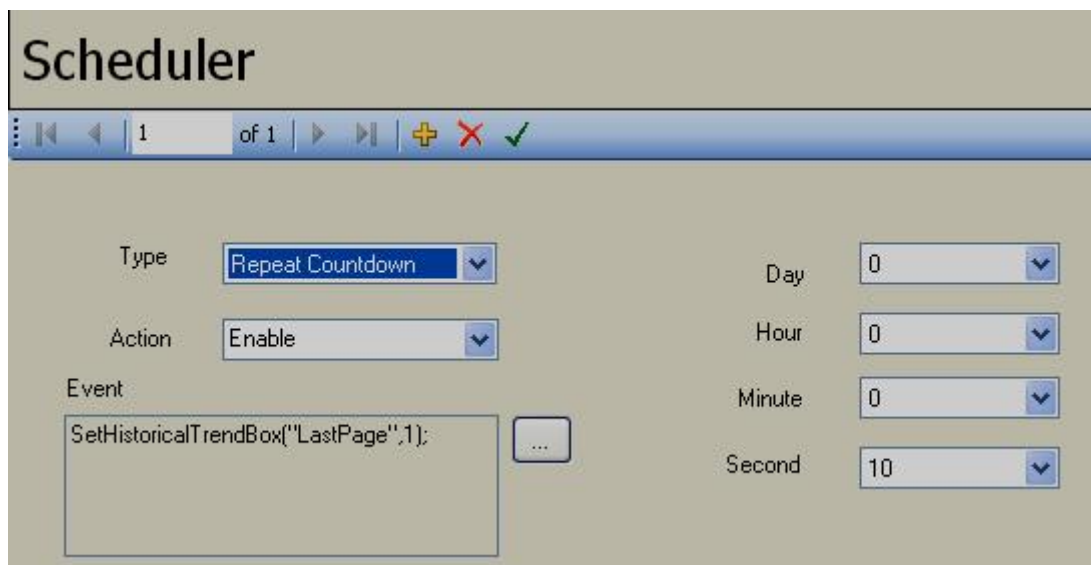 Scheduler
1 of 1
Type Repeat Countdown
Day 0
Action Enable
Hour 0
Event
Minute 0
SetHistoricalTrendBox("LastPage",1);
...
Second 10